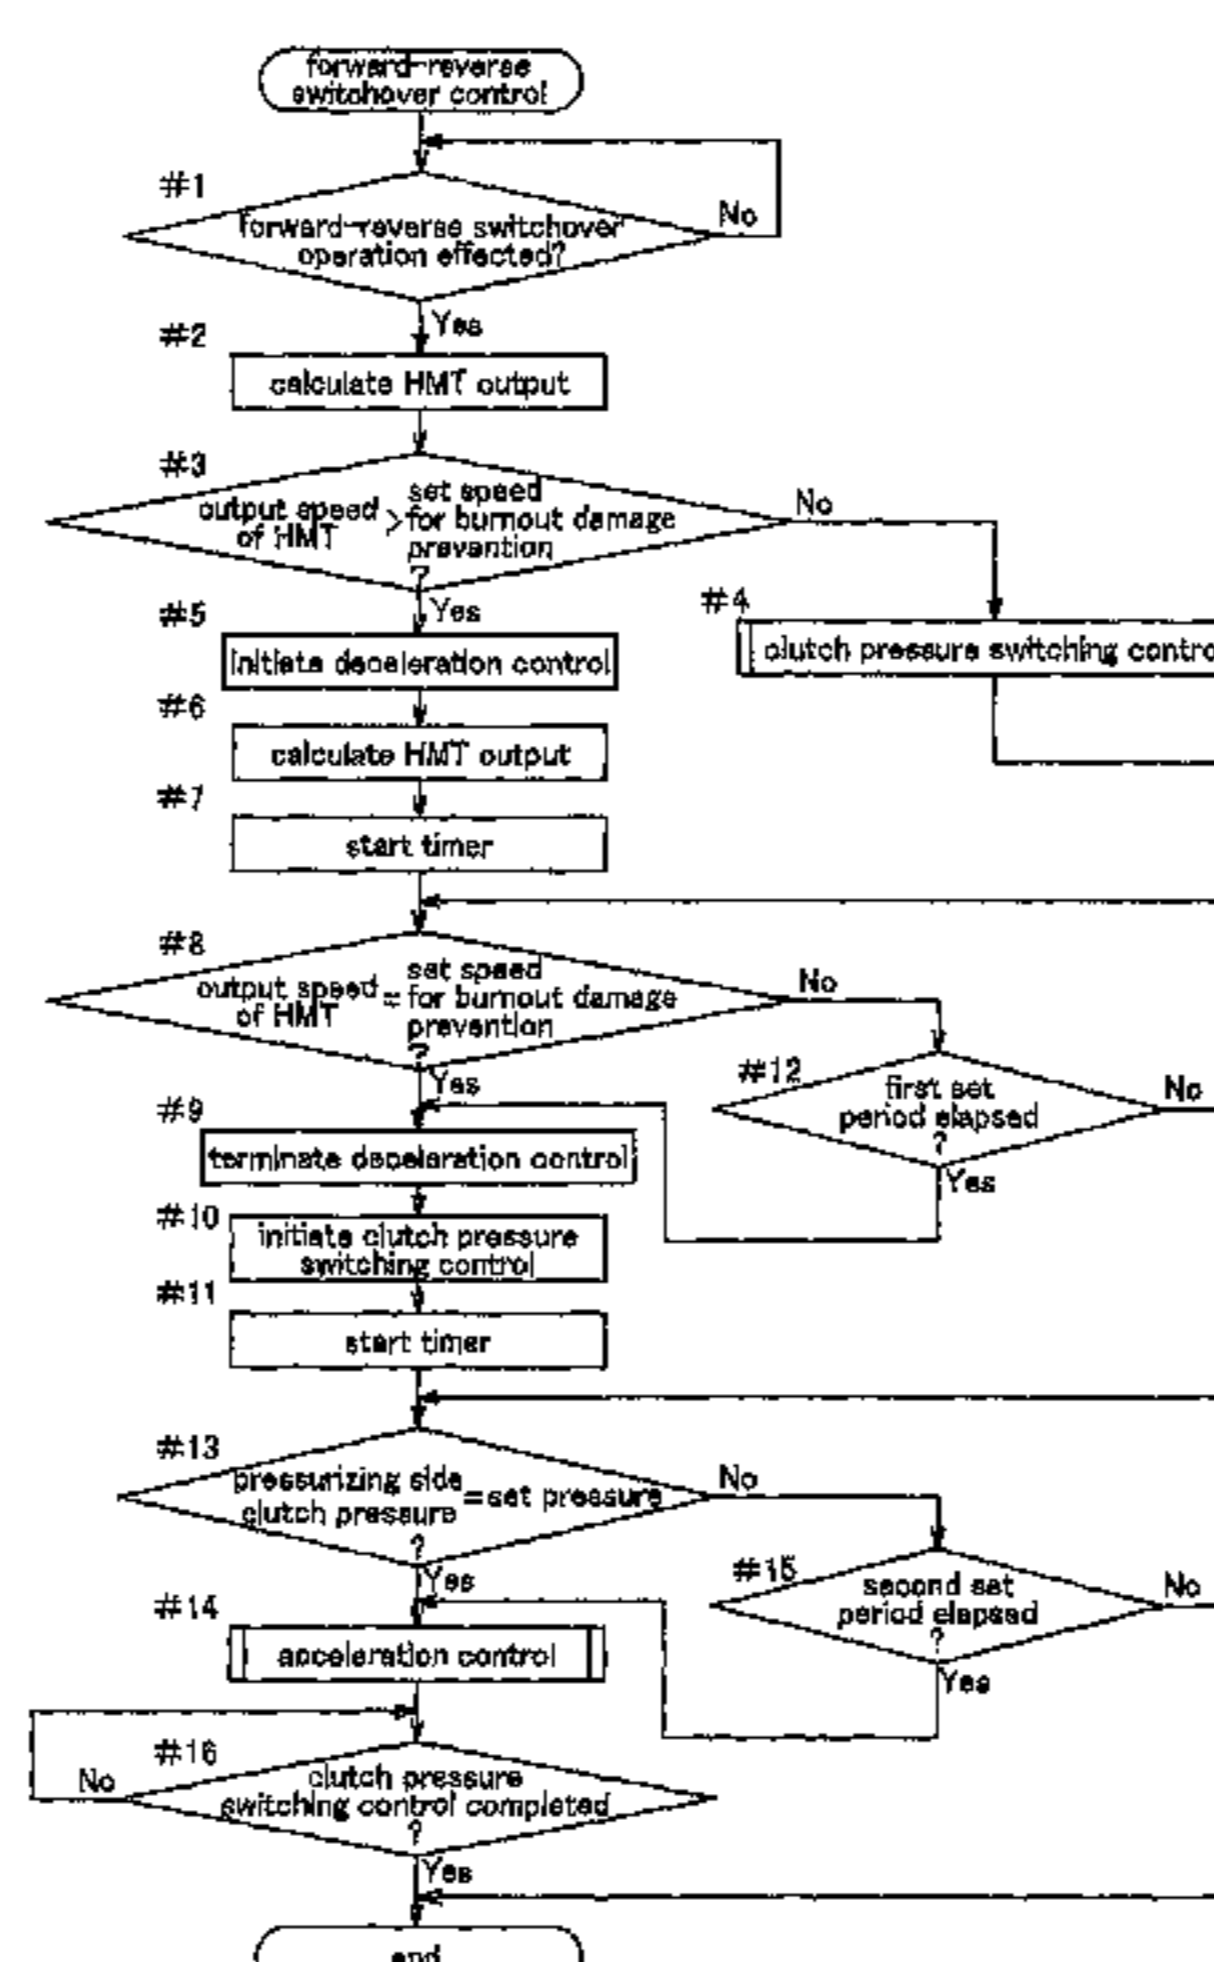 forward-reverse
switchover control
#1
forward-reverse switchover
operation effected?
No
Yes
#2
calculate HMT output
#3
output speed
of HMT
>
set speed
for burnout damage
prevention
?
No
Yes
#4
clutch pressure switching contro
#5
initiate deceleration control
#6
calculate HMT output
#7
start timer
#8
output speed
of HMT
=
set speed
for burnout damage
prevention
?
No
Yes
#12
first set
period elapsed
?
No
Yes
#9
terminate deceleration control
#10
initiate clutch pressure
switching control
#11
start timer
#13
pressurizing side
clutch pressure
=set pressure
?
No
Yes
#15
second set
period elapsed
?
No
Yes
#14
acceleration control
#16
clutch pressure
switching control completed
?
No
Yes
end